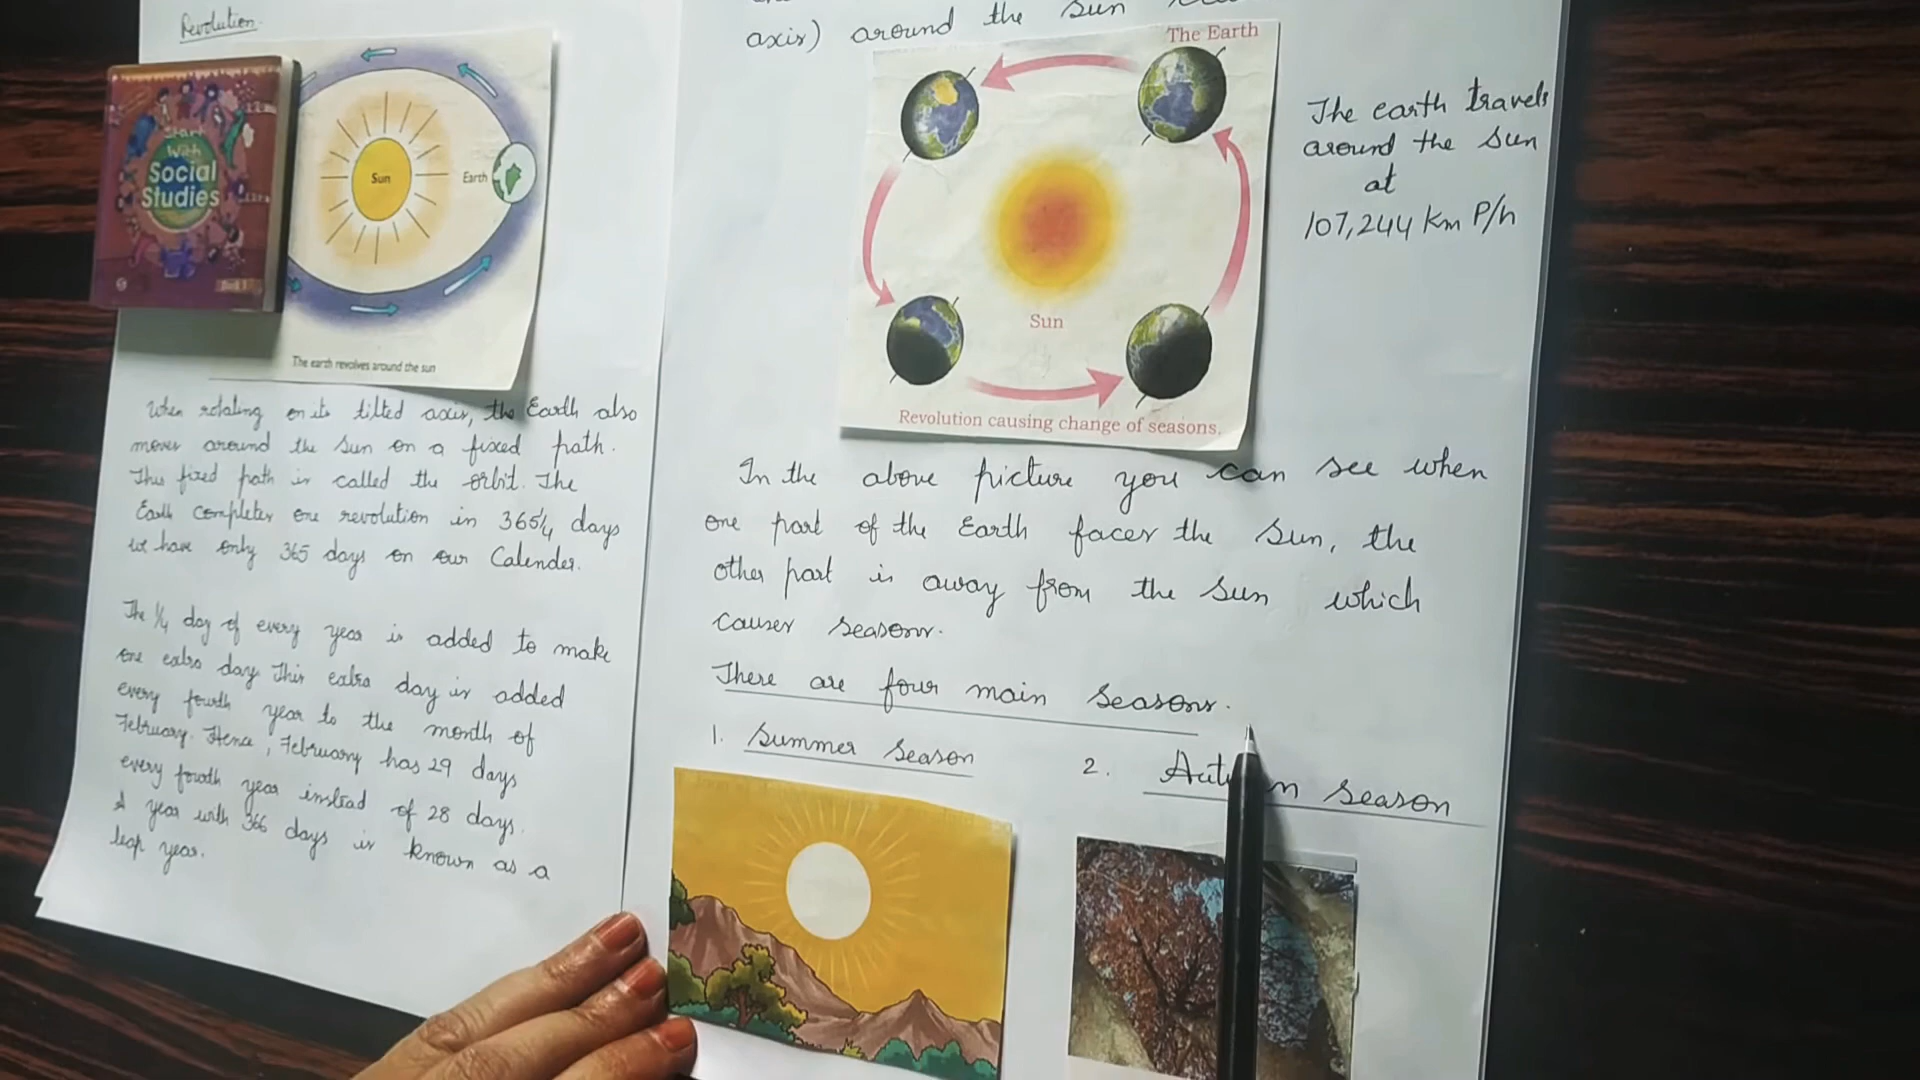 Revolution.
Start
With
Social
Studies
Sun
Earth
The earth revolves around the sun
When rotating on its tilted axis, the Earth also
moves around the Sun on a fixed path.
This fixed path is called the orbit. The
Earth completes one revolution in 365¼ days
we have only 365 days on our Calender.
The ¼ day of every year is added to make
one extra day. This extra day is added
every fourth year to the month of
February. Hence, February has 29 days
every fourth year instead of 28 days.
A year with 366 days is known as a
leap year.
axis) around the Sun
The Earth
Sun
Revolution causing change of seasons.
The earth travels
around the sun
at
107,244 Km P/h
In the above picture you can see when
one part of the Earth faces the Sun, the
other part is away from the Sun which
causes seasons.
There are four main seasons.
1. Summer season
2. Autumn season